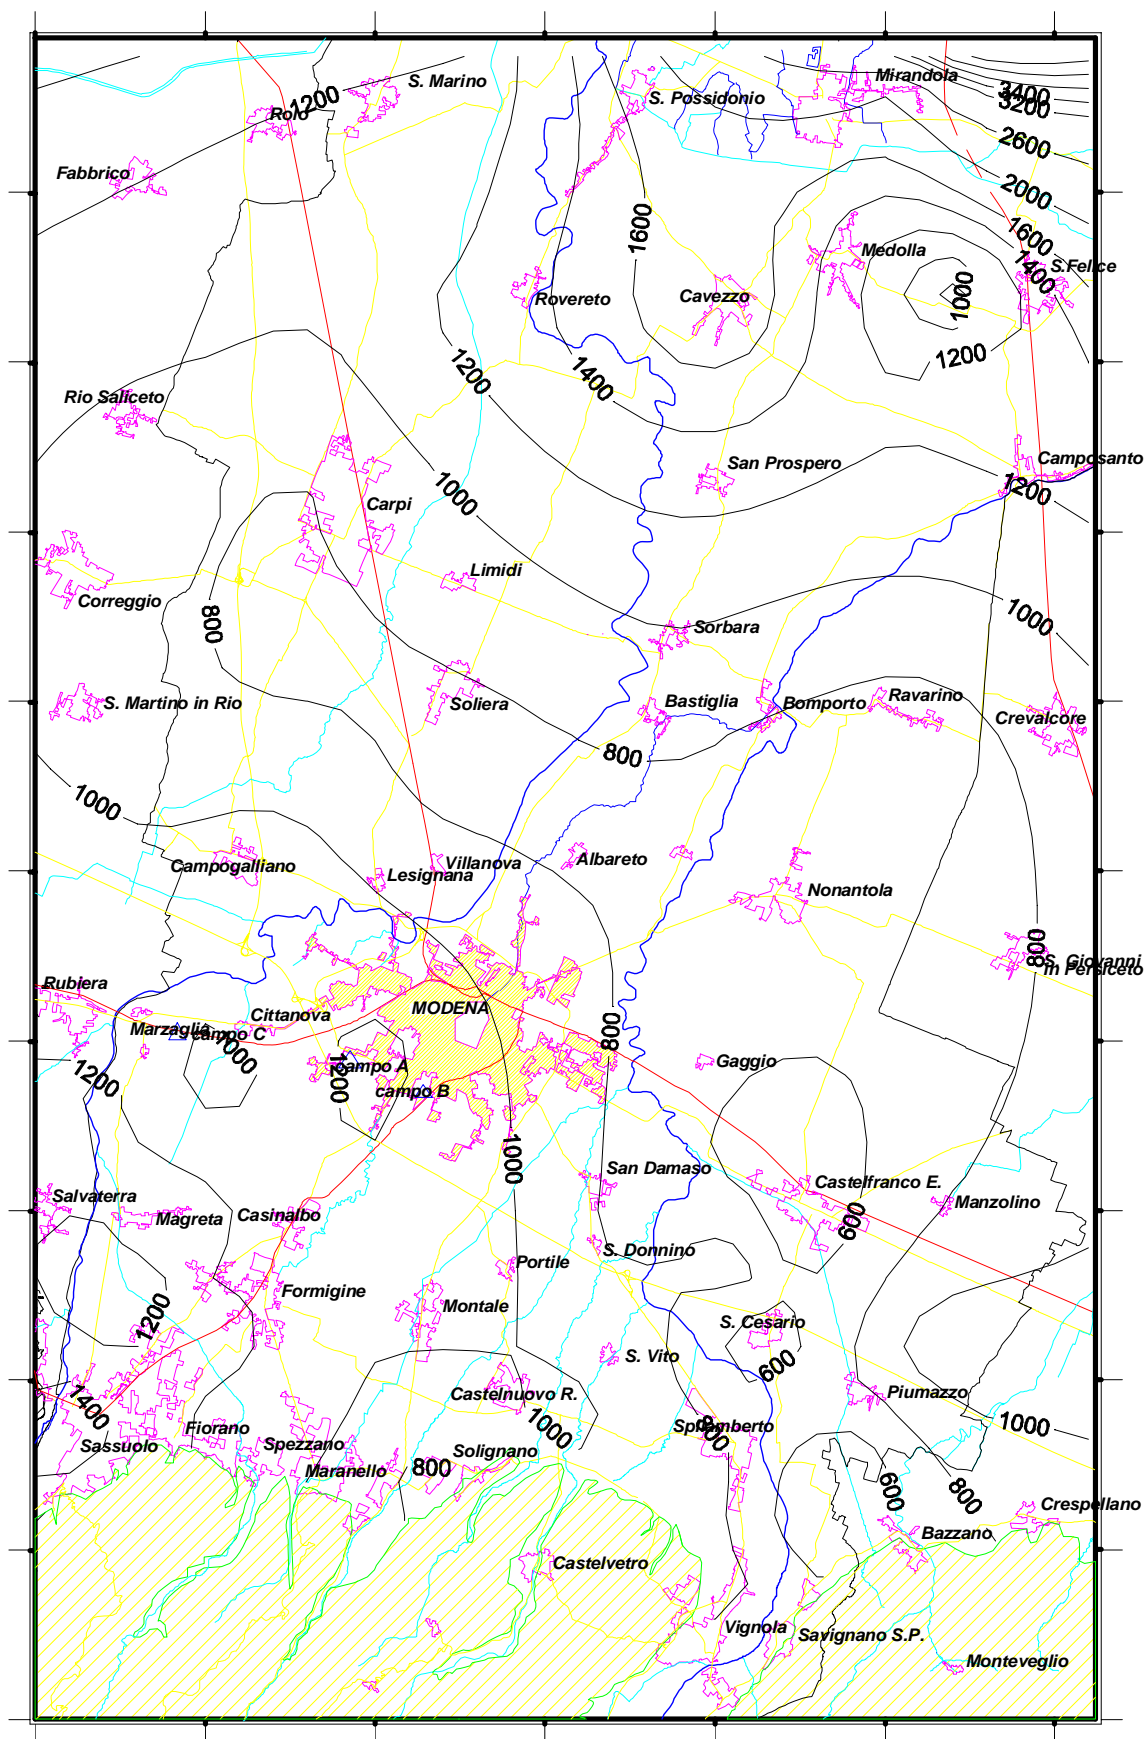 Mirandola
S. Marino
3400
3200
S. Possidonio
1200
Rolo
2600
Fabbrico
2000
1600
1600
Medolla
1400
S.Felice
Rovereto
Cavezzo
1000
1200
1200
1400
Rio Saliceto
San Prospero
Camposanto
1200
1000
Carpi
Limidi
Correggio
800
1000
Sorbara
S. Martino in Rio
Soliera
Bastiglia
Bomporto
Ravarino
Crevalcore
800
1000
Campogalliano
Lesignana
Villanova
Albareto
Nonantola
800
S. Giovanni
in Persiceto
Rubiera
Cittanova
MODENA
Marzaglia
campo C
1000
800
1200
1200
campo A
campo B
Gaggio
1000
San Damaso
Castelfranco E.
Manzolino
Salvaterra
Magreta
Casinalbo
600
S. Donnino
Portile
Formigine
Montale
1200
S. Cesario
S. Vito
600
Castelnuovo R.
Piumazzo
1400
1000
Spilamberto
800
1000
Fiorano
Sassuolo
Spezzano
Solignano
Maranello
800
600
800
Crespellano
Bazzano
Castelvetro
Vignola
Savignano S.P.
Monteveglio